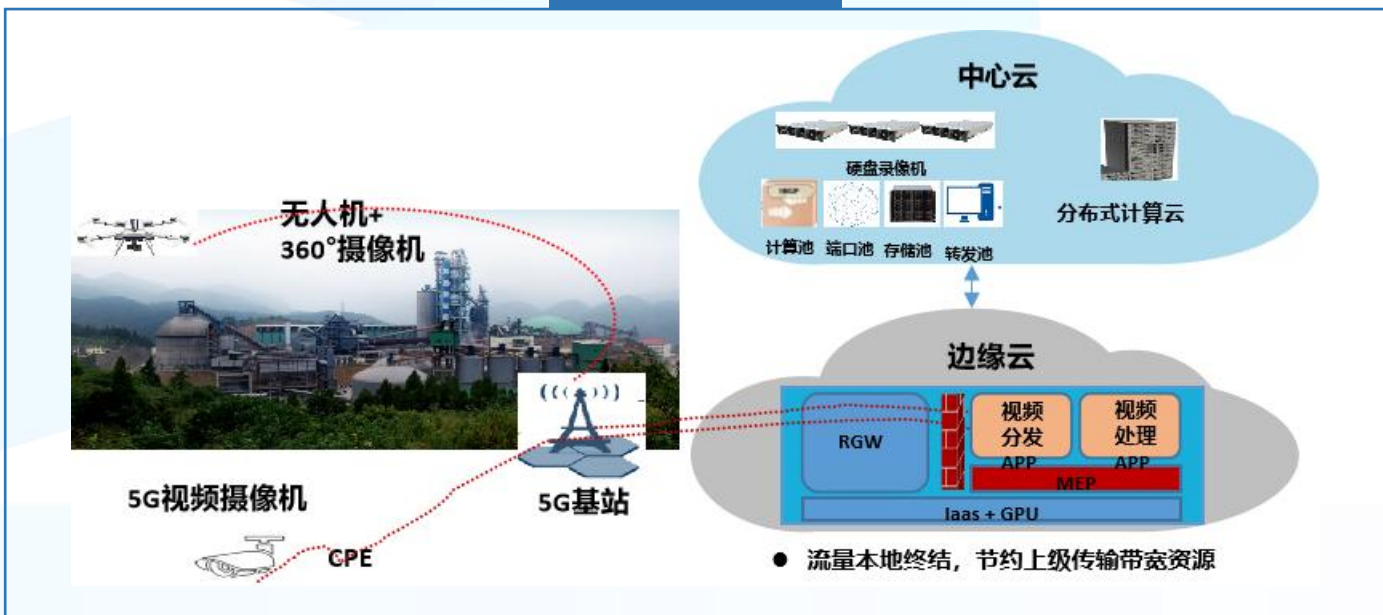 中心云
硬盘录像机
计算池 端口池 存储池 转发池
分布式计算云
无人机+
360°摄像机
边缘云
RGW
视频
分发
APP
视频
处理
APP
MEP
Iaas + GPU
5G视频摄像机
CPE
5G基站
● 流量本地终结，节约上级传输带宽资源